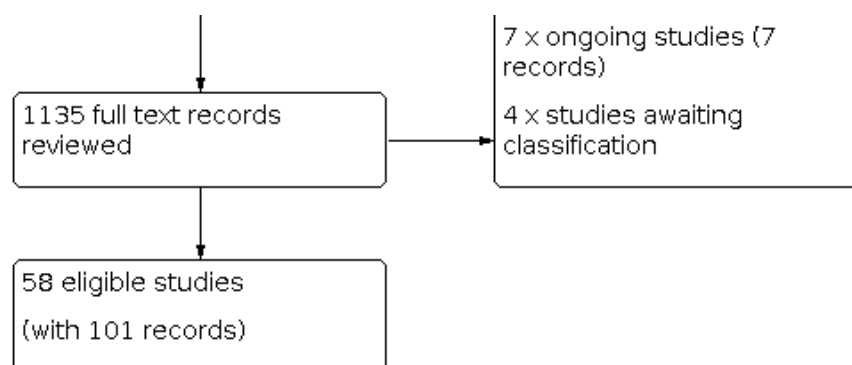 7 x ongoing studies (7
records)
4 x studies awaiting
classification
1135 full text records
reviewed
58 eligible studies
(with 101 records)